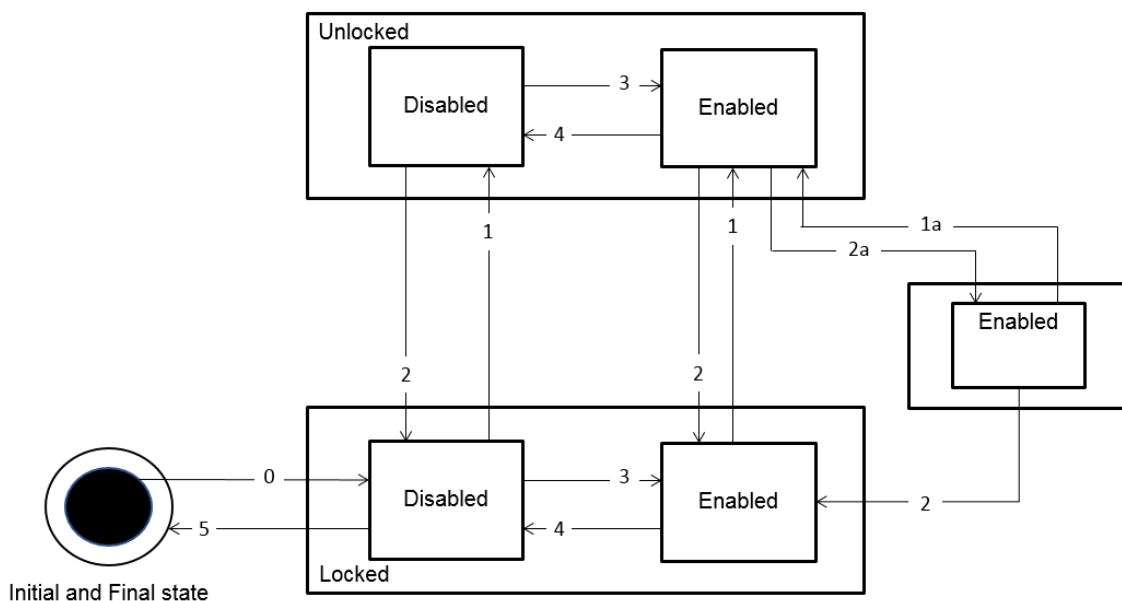 Unlocked
Disabled
3
Enabled
4
1
1
1a
2a
Enabled
2
2
0
Disabled
3
Enabled
2
5
4
Locked
Initial and Final state